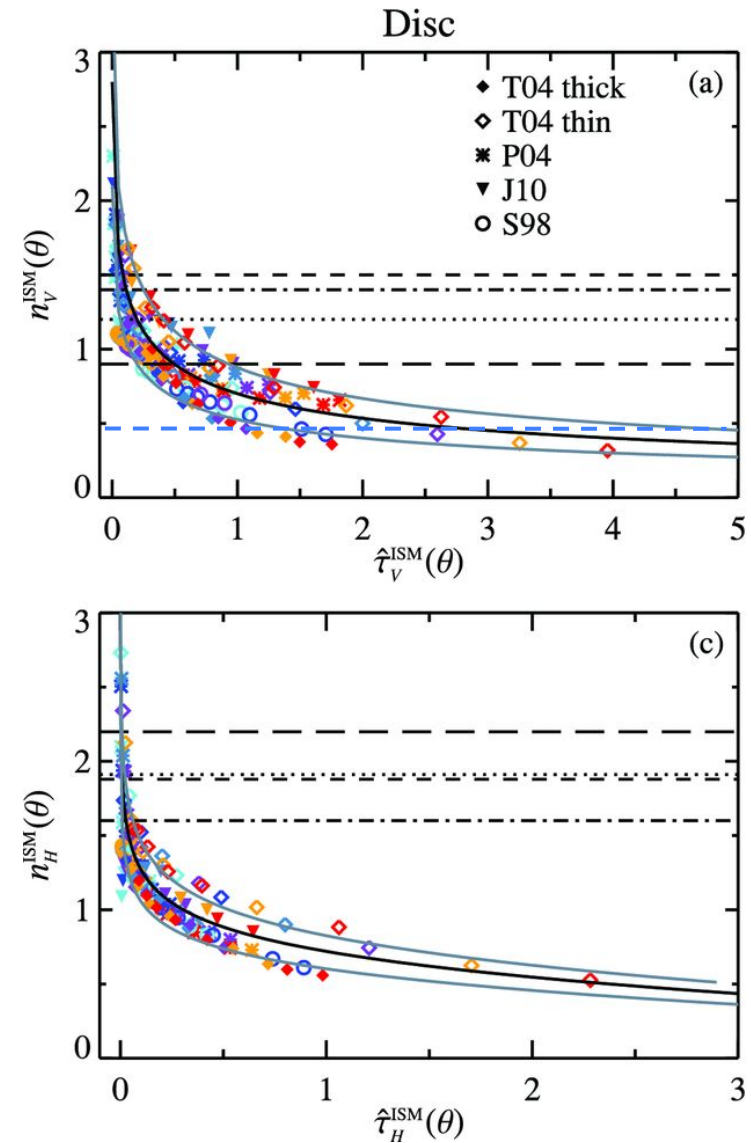 Disc
(a)
T04 thick
T04 thin
P04
J10
S98
3
2
1
0
n_V^ISM(θ)
0 1 2 3 4 5
τ̂_V^ISM(θ)
(c)
3
2
1
0
n_H^ISM(θ)
0 1 2 3
τ̂_H^ISM(θ)